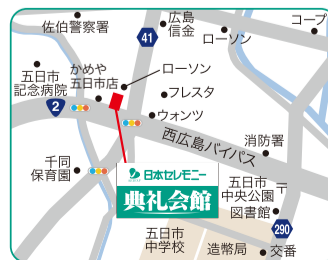 佐伯警察署
広島
信金
コープ
41
ローソン
五日市
記念病院
かめや
五日市店
ローソン
フレスタ
2
ウォンツ
西広島バイパス
消防署
千同
保育園
日本セレモニー
典礼会館
五日市
中央公園
〒
図書館
290
五日市
中学校
造幣局
交番